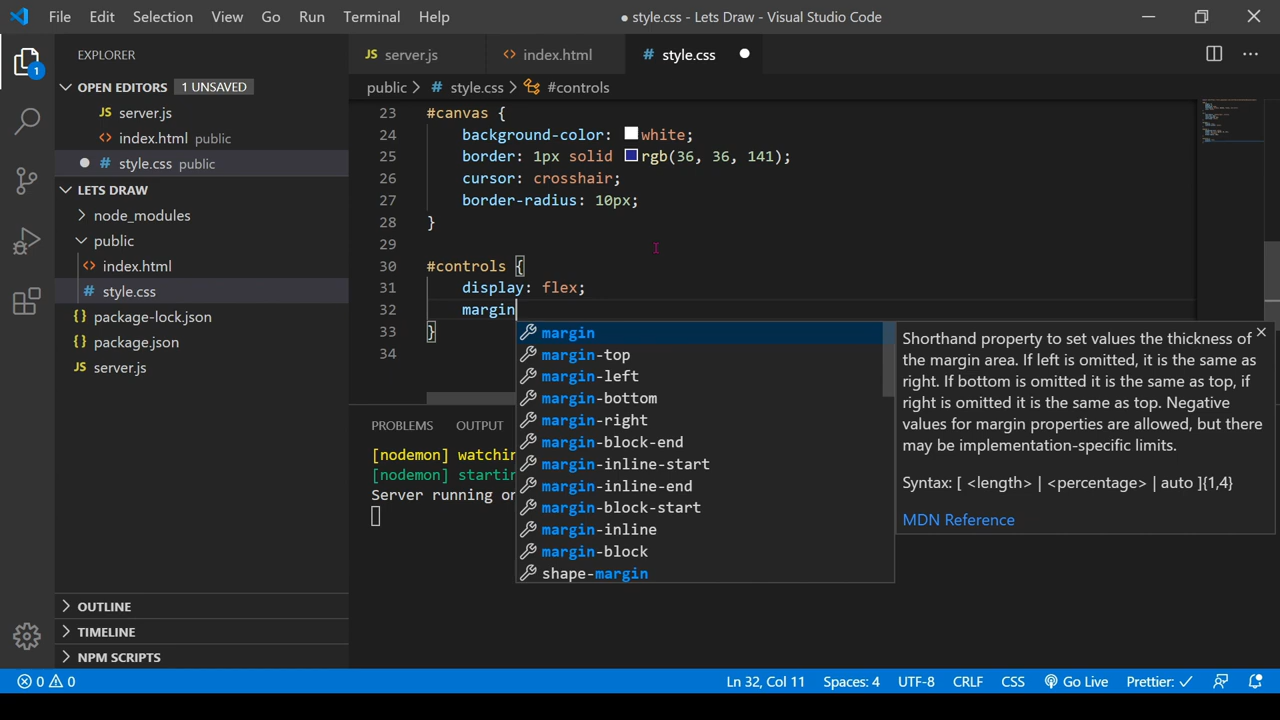 File Edit Selection View Go Run Terminal Help ● style.css - Lets Draw - Visual Studio Code
EXPLORER
OPEN EDITORS 1 UNSAVED
JS server.js
<> index.html public
● # style.css public
LETS DRAW
> node_modules
public
<> index.html
# style.css
{} package-lock.json
{} package.json
JS server.js
> OUTLINE
> TIMELINE
> NPM SCRIPTS
1
JS server.js <> index.html # style.css ●
public > # style.css > #controls
23 #canvas {
24 background-color: white;
25 border: 1px solid rgb(36, 36, 141);
26 cursor: crosshair;
27 border-radius: 10px;
28 }
29
30 #controls {
31 display: flex;
32 margin
33 }
34
margin
margin-top
margin-left
margin-bottom
margin-right
margin-block-end
margin-inline-start
margin-inline-end
margin-block-start
margin-inline
margin-block
shape-margin
Shorthand property to set values the thickness of
the margin area. If left is omitted, it is the same as
right. If bottom is omitted it is the same as top, if
right is omitted it is the same as top. Negative
values for margin properties are allowed, but there
may be implementation-specific limits.
Syntax: [ <length> | <percentage> | auto ]{1,4}
MDN Reference
PROBLEMS OUTPUT
[nodemon] watchin
[nodemon] startin
Server running on
0 0 Ln 32, Col 11 Spaces: 4 UTF-8 CRLF CSS Go Live Prettier: ✓